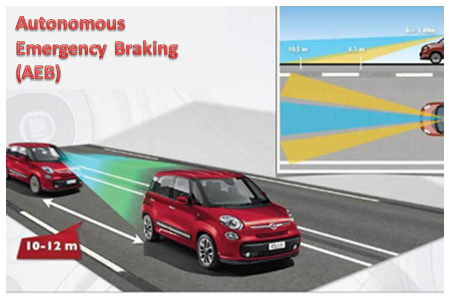 Autonomous
Emergency Braking
(AEB)
10.5 m
6.5 m
10-12 m